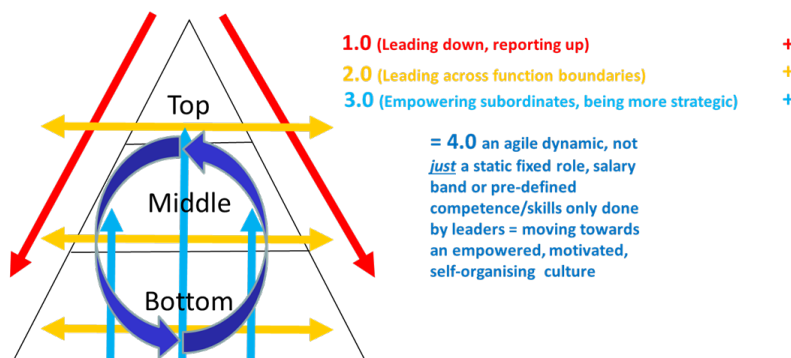 1.0 (Leading down, reporting up) +
2.0 (Leading across function boundaries) +
3.0 (Empowering subordinates, being more strategic) +
Top
Middle
Bottom
= 4.0 an agile dynamic, not
just a static fixed role, salary
band or pre-defined
competence/skills only done
by leaders = moving towards
an empowered, motivated,
self-organising culture